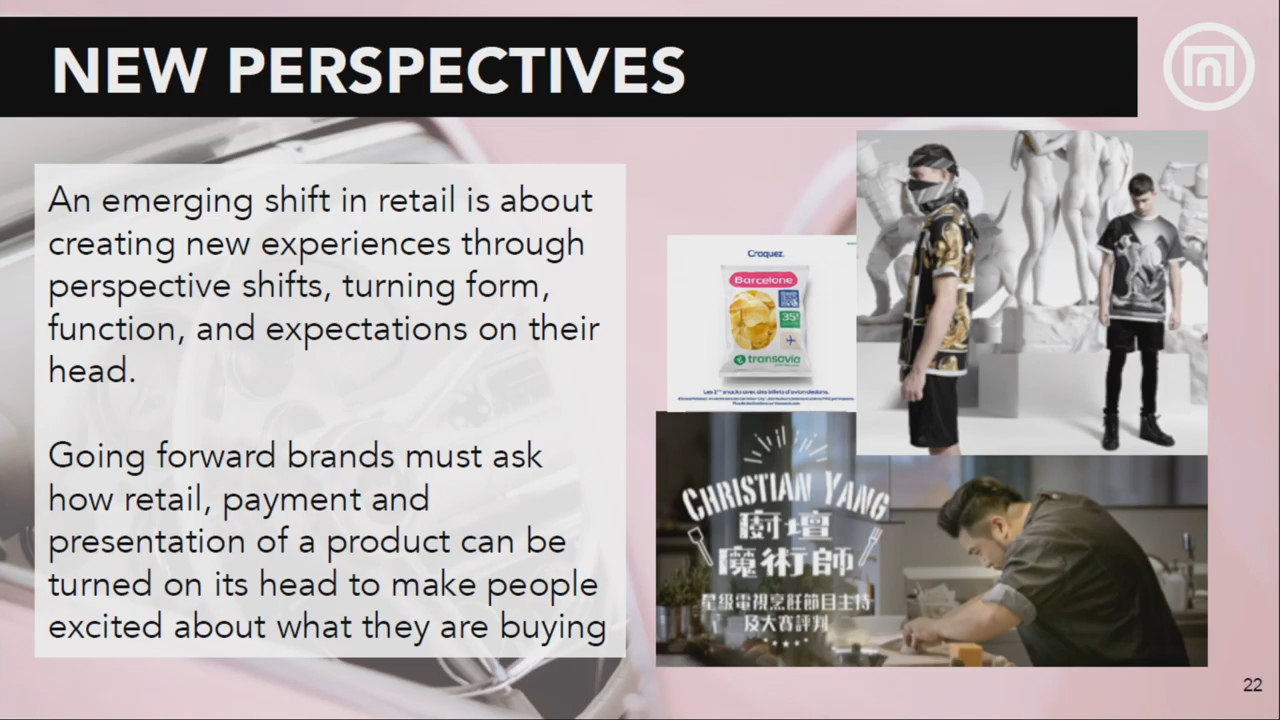 NEW PERSPECTIVES
An emerging shift in retail is about
creating new experiences through
perspective shifts, turning form,
function, and expectations on their
head.
Going forward brands must ask
how retail, payment and
presentation of a product can be
turned on its head to make people
excited about what they are buying
Craquez.
Barcelone
35
transavia
CHRISTIAN YANG
廚壇
魔術師
星級電視烹飪節目主持
及大賽評判
22